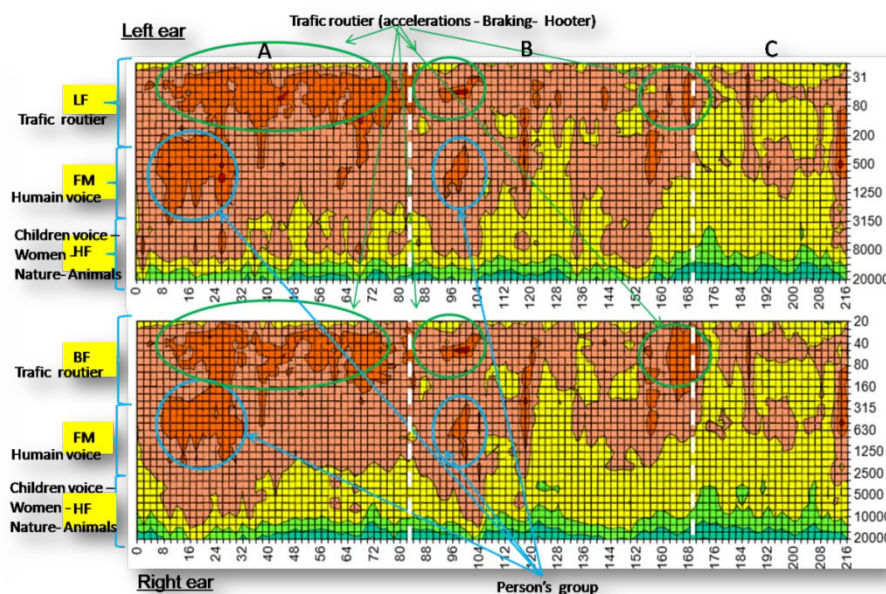 Trafic routier (accelerations - Braking- Hooter)
Left ear
A
B
C
LF
Trafic routier
FM
Humain voice
Children voice –
Women - HF
Nature- Animals
31
80
200
500
1250
3150
8000
20000
0 8 16 24 32 40 48 56 64 72 80 88 96 104 112 120 128 136 144 152 160 168 176 184 192 200 208 216
BF
Trafic routier
FM
Humain voice
Children voice –
Women - HF
Nature- Animals
20
40
80
160
315
630
1250
2500
5000
10000
20000
0 8 16 24 32 40 48 56 64 72 80 88 96 104 112 120 128 136 144 152 160 168 176 184 192 200 208 216
Right ear
Person's group